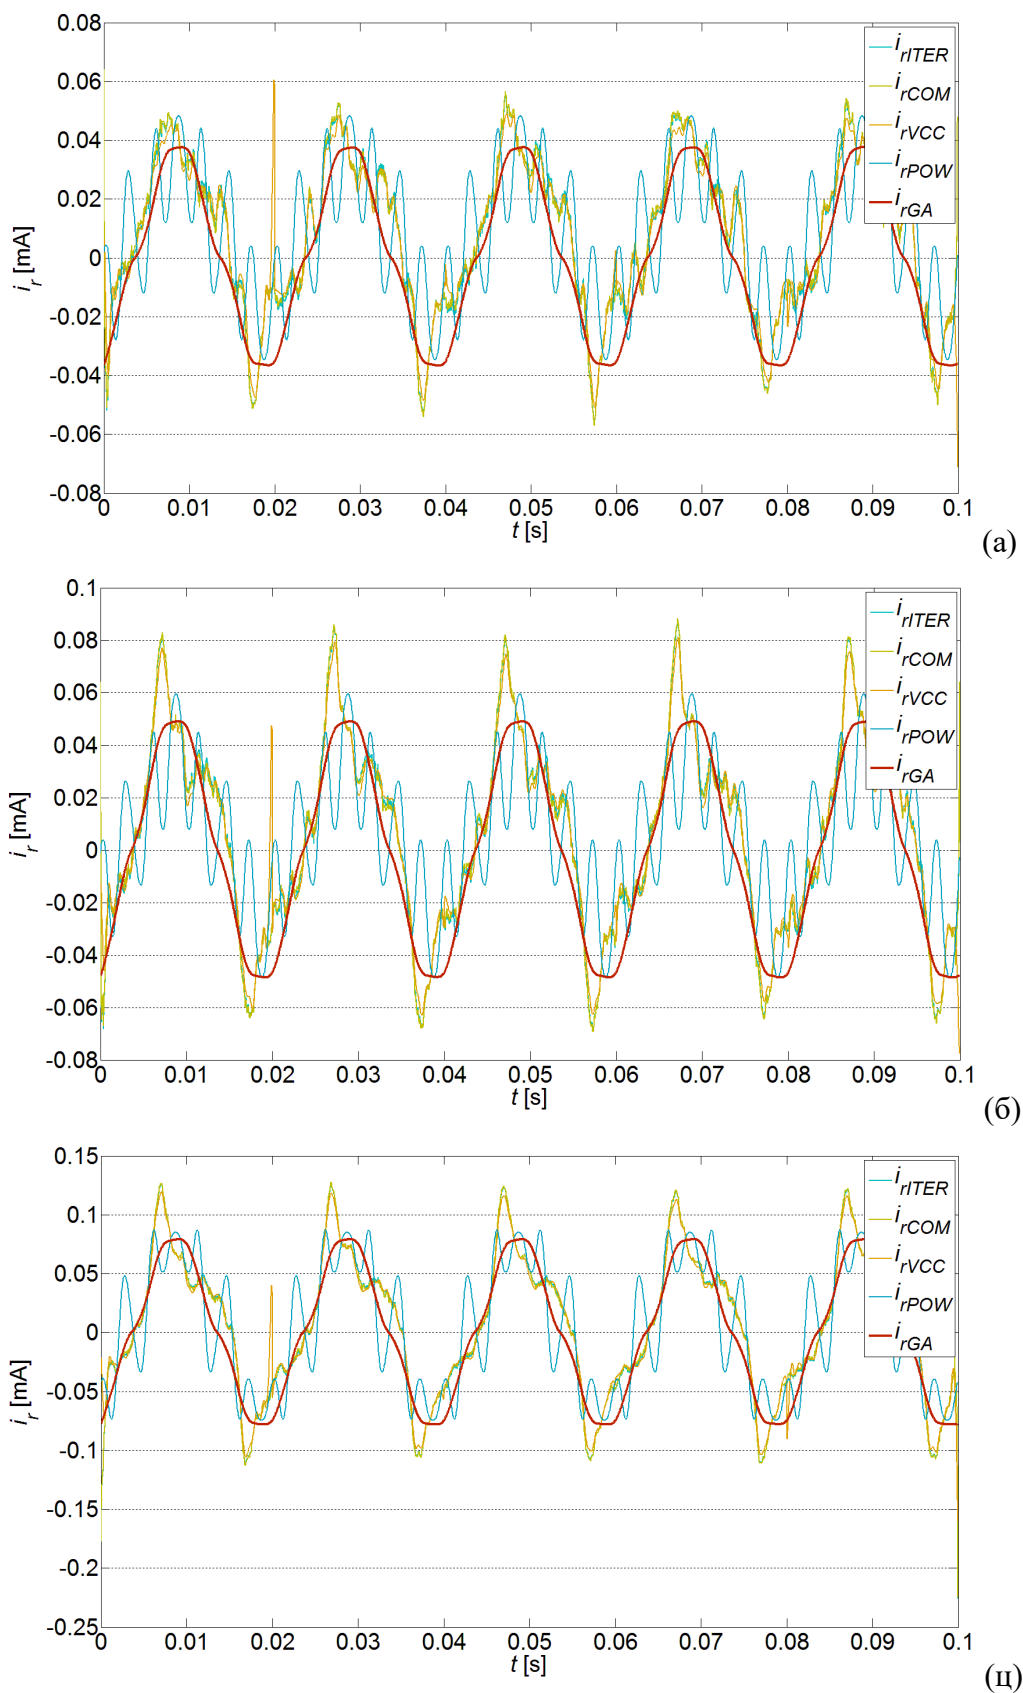 0.08
0.06
0.04
0.02
0
-0.02
-0.04
-0.06
-0.08
i_r [mA]
0 0.01 0.02 0.03 0.04 0.05 0.06 0.07 0.08 0.09 0.1
t [s]
i_rITER
i_rCOM
i_rVCC
i_rPOW
i_rGA
(а)
0.1
0.08
0.06
0.04
0.02
0
-0.02
-0.04
-0.06
-0.08
i_r [mA]
0 0.01 0.02 0.03 0.04 0.05 0.06 0.07 0.08 0.09 0.1
t [s]
i_rITER
i_rCOM
i_rVCC
i_rPOW
i_rGA
(б)
0.15
0.1
0.05
0
-0.05
-0.1
-0.15
-0.2
-0.25
i_r [mA]
0 0.01 0.02 0.03 0.04 0.05 0.06 0.07 0.08 0.09 0.1
t [s]
i_rITER
i_rCOM
i_rVCC
i_rPOW
i_rGA
(ц)